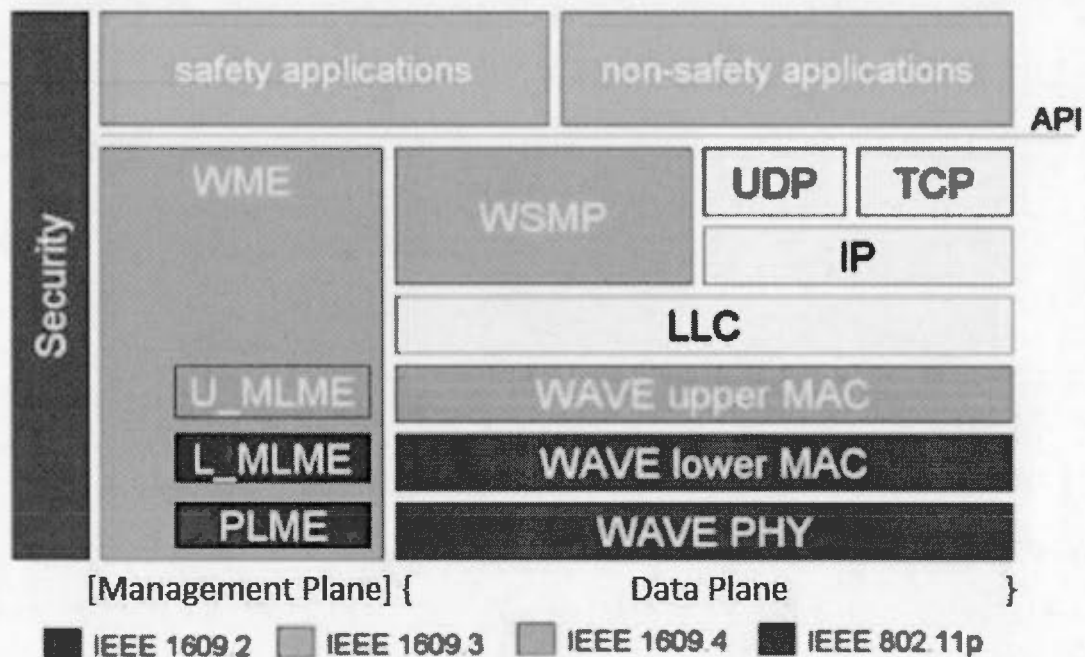 safety applications
non-safety applications
API
Security
WME
WSMP
UDP
TCP
IP
LLC
U_MLME
WAVE upper MAC
L_MLME
WAVE lower MAC
PLME
WAVE PHY
[Management Plane] { Data Plane }
IEEE 1609.2 IEEE 1609.3 IEEE 1609.4 IEEE 802.11p